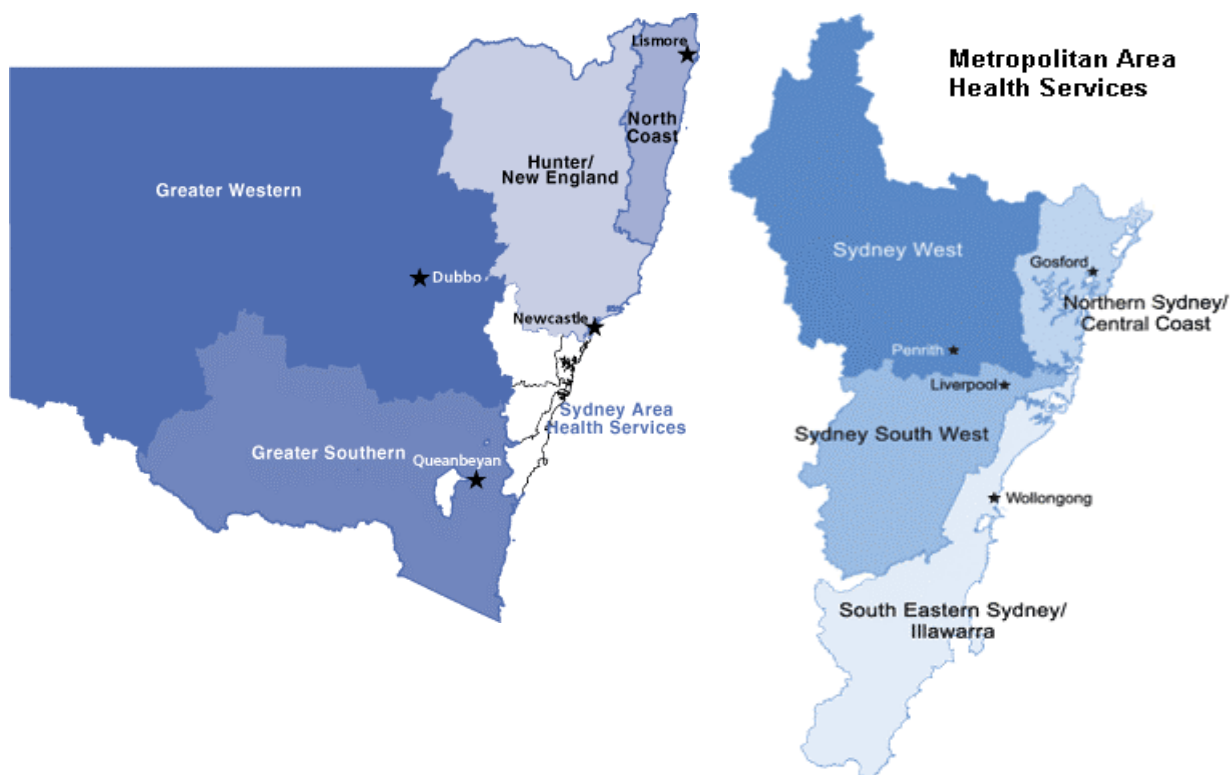 Lismore
North
Coast
Hunter/
New England
Greater Western
Dubbo
Newcastle
Sydney Area
Health Services
Greater Southern
Queanbeyan
Metropolitan Area
Health Services
Sydney West
Gosford
Northern Sydney/
Central Coast
Penrith
Liverpool
Sydney South West
Wollongong
South Eastern Sydney/
Illawarra